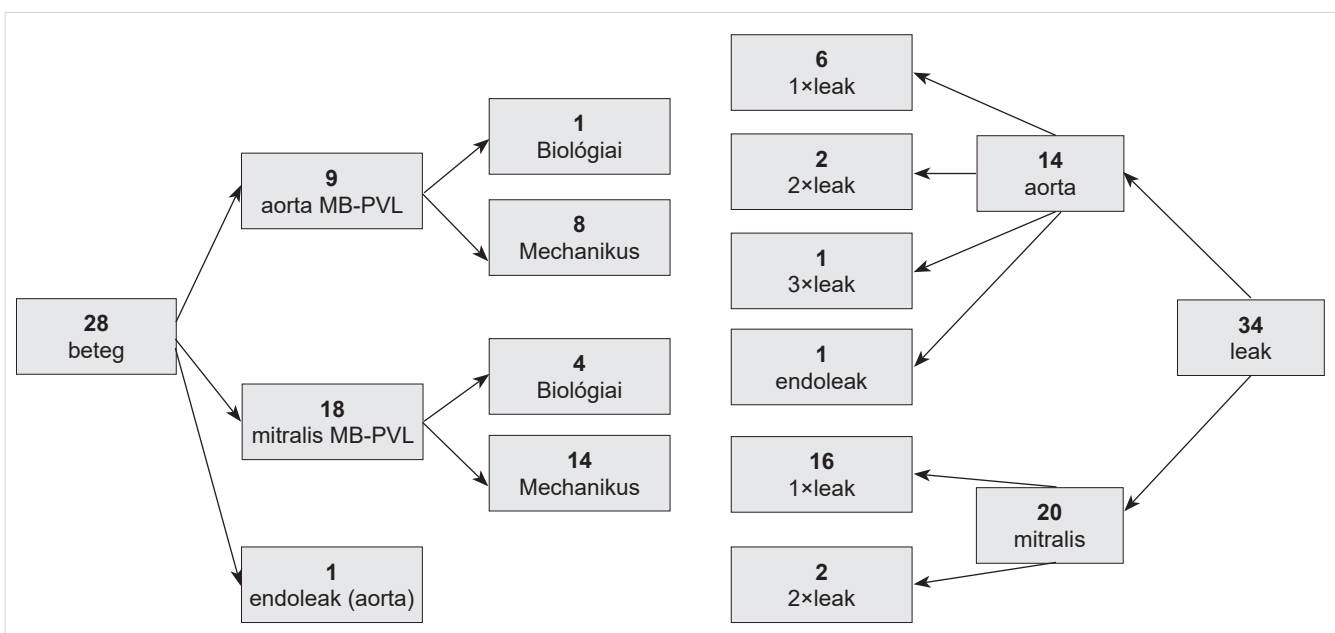 28
beteg
9
aorta MB-PVL
18
mitralis MB-PVL
1
endoleak (aorta)
1
Biológiai
8
Mechanikus
4
Biológiai
14
Mechanikus
6
1×leak
2
2×leak
1
3×leak
1
endoleak
16
1×leak
2
2×leak
14
aorta
20
mitralis
34
leak